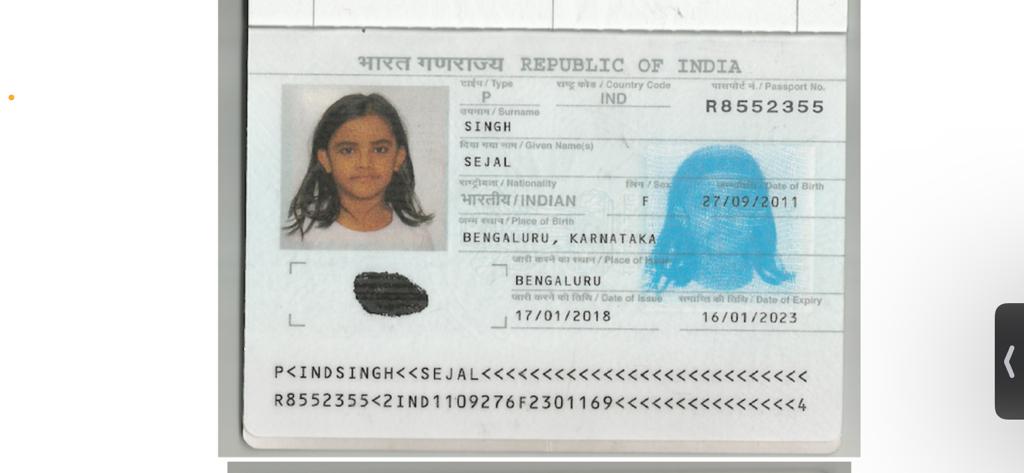 भारत गणराज्य REPUBLIC OF INDIA
टाईप / Type
राष्ट्र कोड / Country Code
पासपोर्ट नं. / Passport No.
P
IND
R8552355
उपनाम / Surname
SINGH
दिया गया नाम / Given Name(s)
SEJAL
राष्ट्रीयता / Nationality
लिंग / Sex
जन्मतिथि / Date of Birth
भारतीय / INDIAN
F
27/09/2011
जन्म स्थान / Place of Birth
BENGALURU, KARNATAKA
जारी करने का स्थान / Place of Issue
BENGALURU
जारी करने की तिथि / Date of Issue
समाप्ति की तिथि / Date of Expiry
17/01/2018
16/01/2023
P<INDSINGH<<SEJAL<<<<<<<<<<<<<<<<<<<<<<<<<<<
R8552355<2IND1109276F2301169<<<<<<<<<<<<<<<4